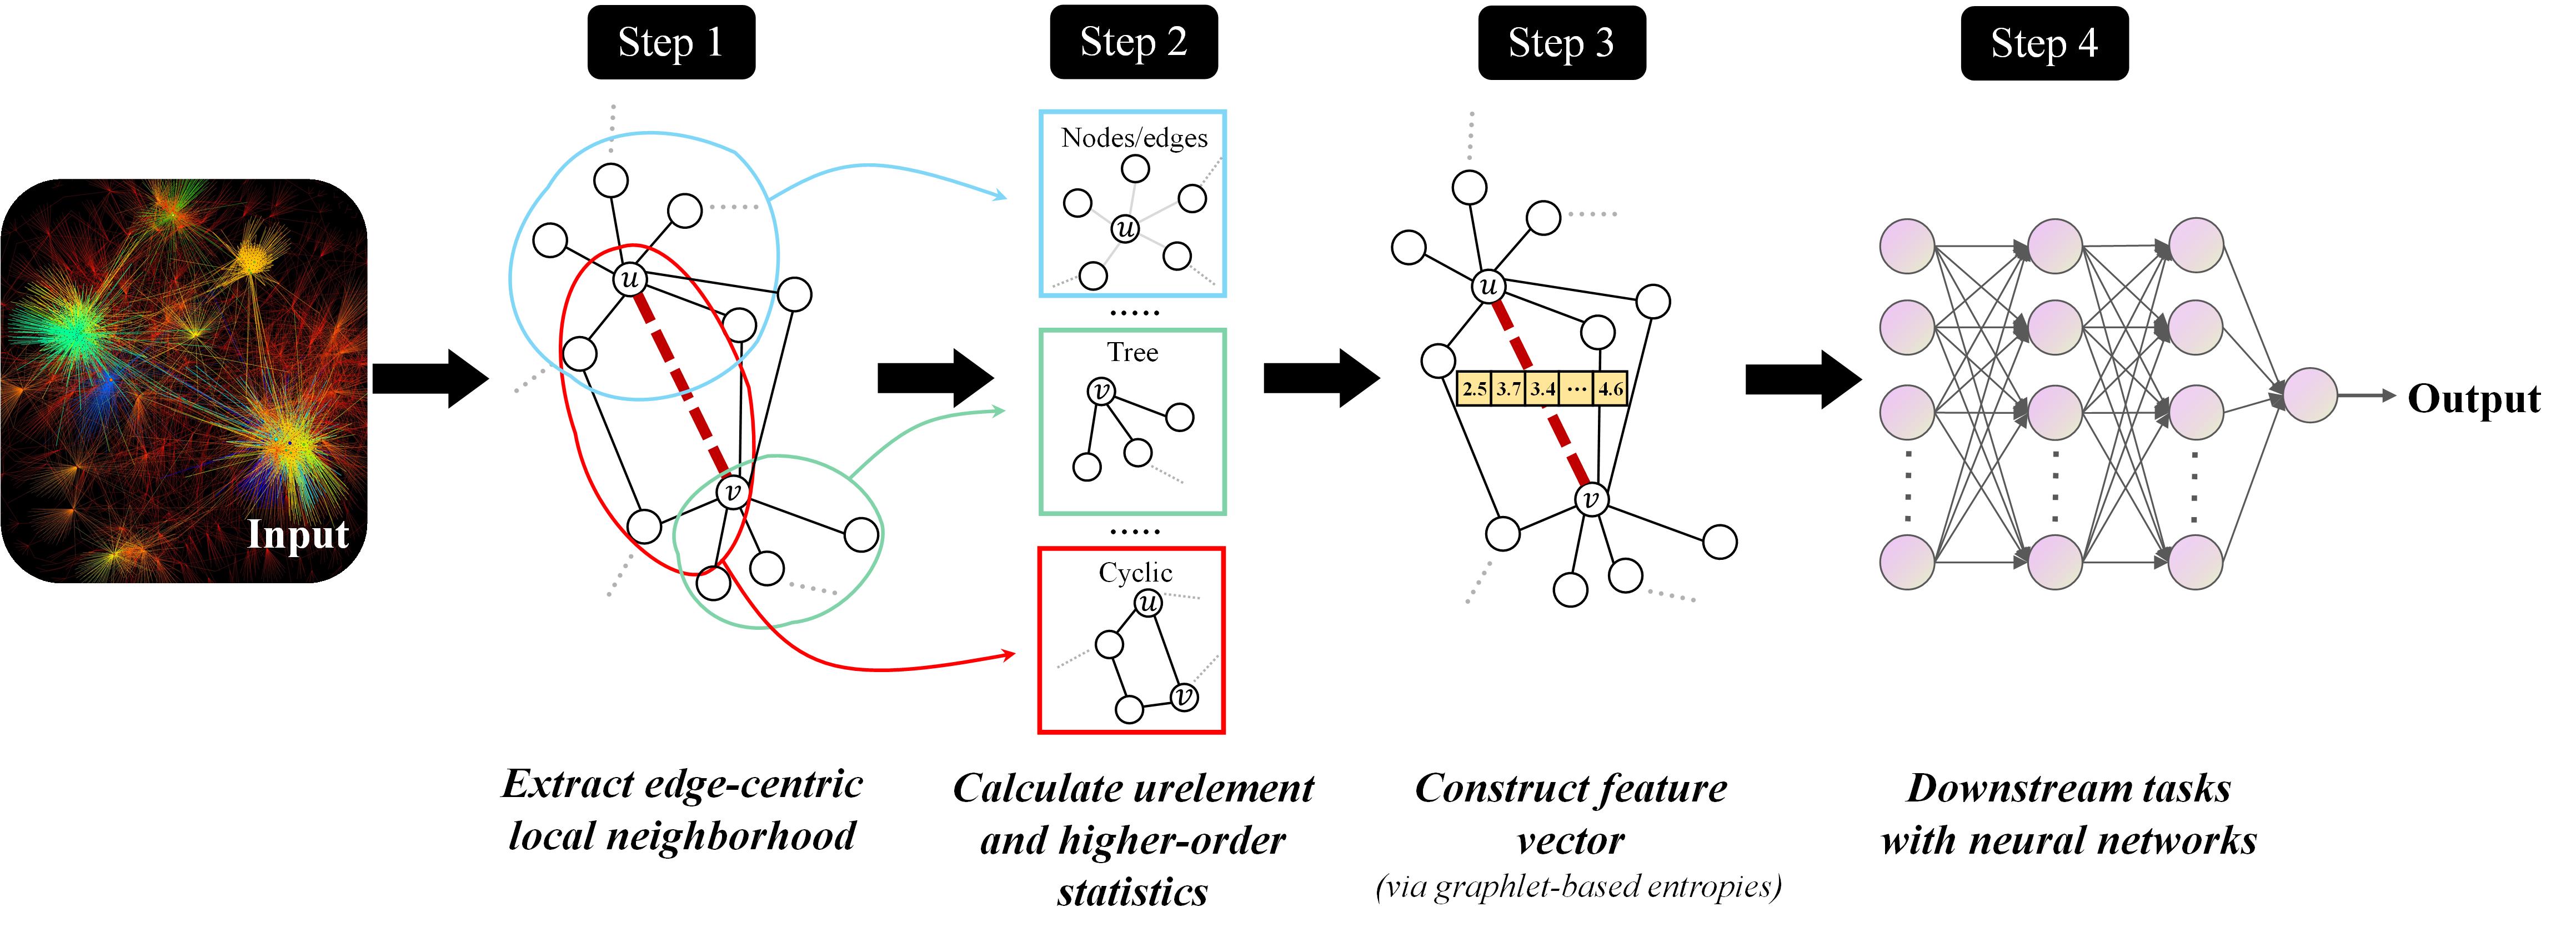 Step 1
Step 2
Step 3
Step 4
Input
u
v
Nodes/edges
u
.....
Tree
v
.....
Cyclic
u
v
u
2.5 3.7 3.4 ··· 4.6
v
Output
Extract edge-centric
local neighborhood
Calculate urelement
and higher-order
statistics
Construct feature
vector
(via graphlet-based entropies)
Downstream tasks
with neural networks